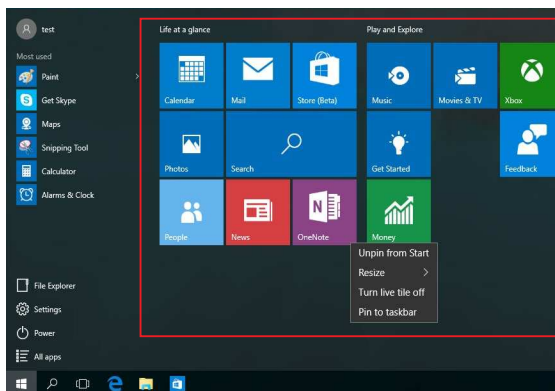 test
Most used
Paint
Get Skype
Maps
Snipping Tool
Calculator
Alarms & Clock
File Explorer
Settings
Power
All apps
Life at a glance
Play and Explore
Calendar
Mail
Store (Beta)
Music
Movies & TV
Xbox
Photos
Search
Get Started
Feedback
People
News
OneNote
Money
Unpin from Start
Resize
Turn live tile off
Pin to taskbar